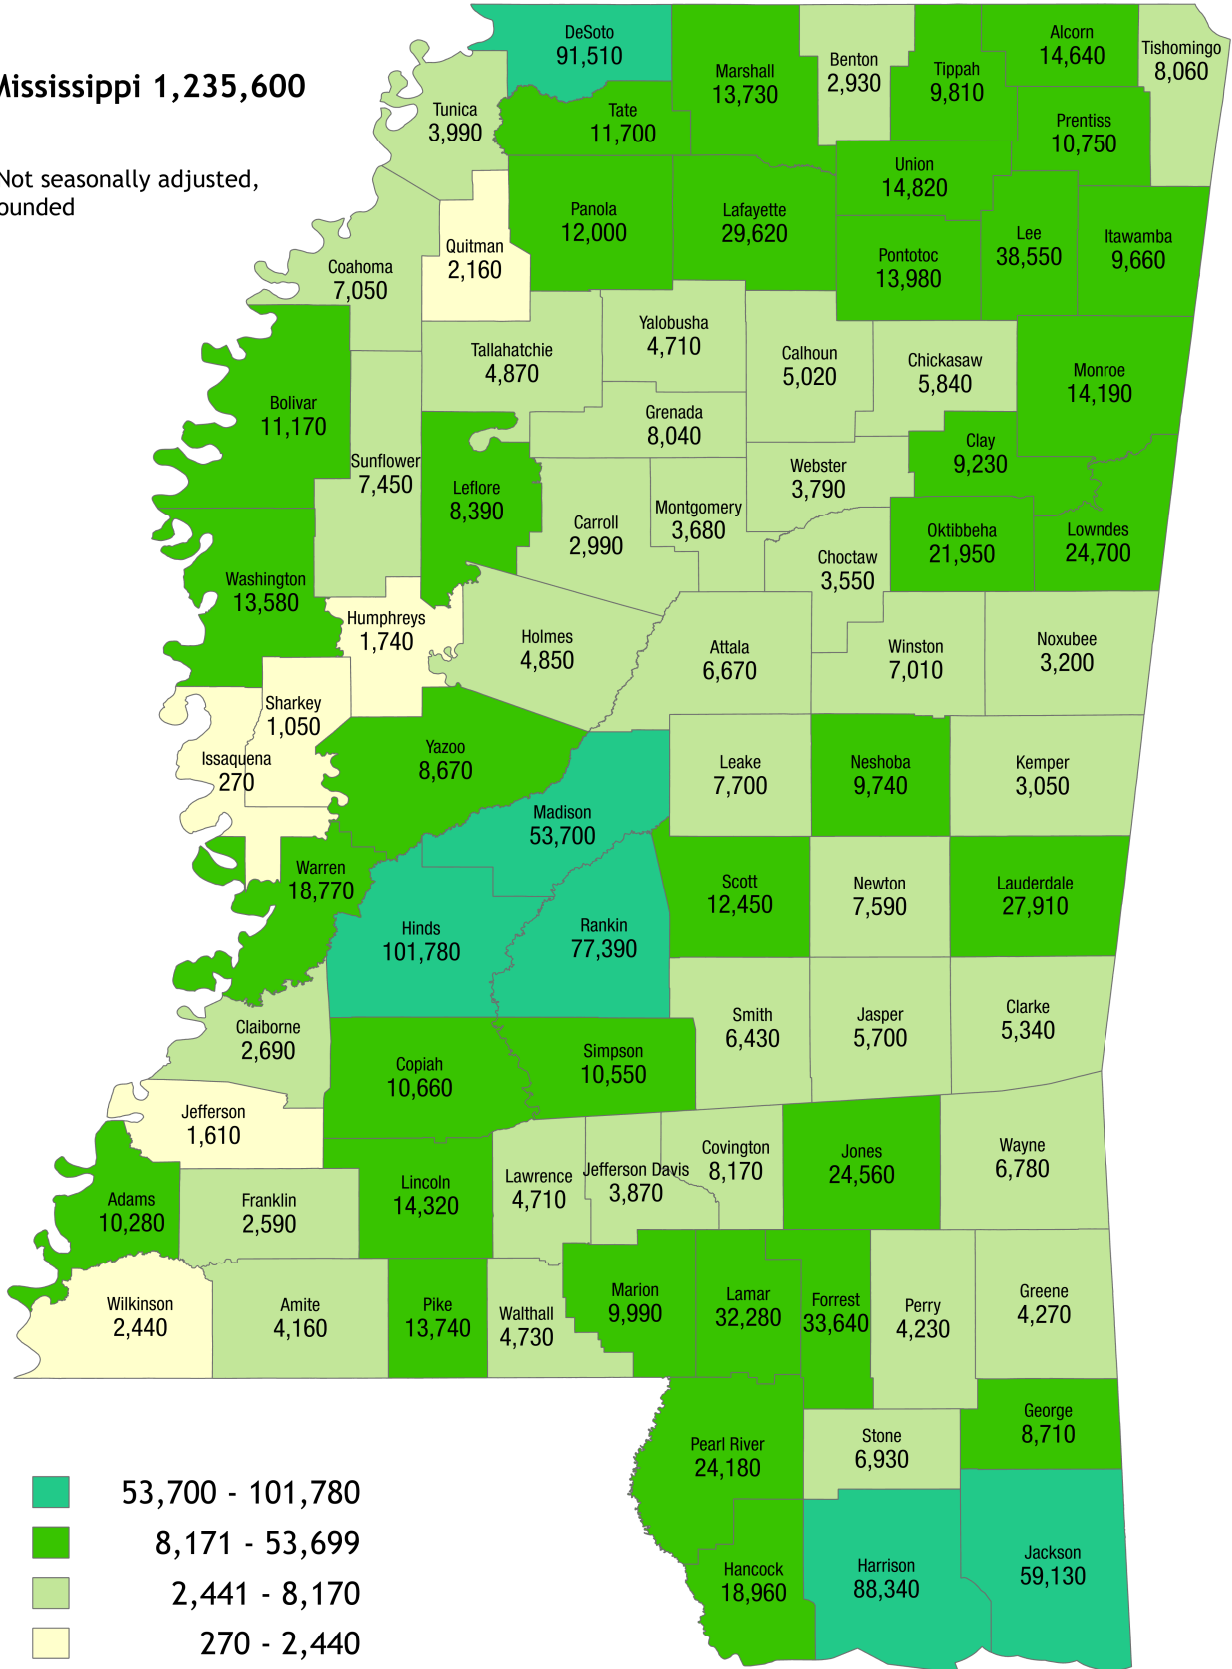 Mississippi 1,235,600
Not seasonally adjusted,
ounded
DeSoto
91,510
Marshall
13,730
Benton
2,930
Tippah
9,810
Alcorn
14,640
Tishomingo
8,060
Tunica
3,990
Tate
11,700
Prentiss
10,750
Union
14,820
Panola
12,000
Lafayette
29,620
Lee
38,550
Itawamba
9,660
Quitman
2,160
Coahoma
7,050
Pontotoc
13,980
Yalobusha
4,710
Tallahatchie
4,870
Calhoun
5,020
Chickasaw
5,840
Monroe
14,190
Bolivar
11,170
Grenada
8,040
Clay
9,230
Sunflower
7,450
Webster
3,790
Leflore
8,390
Montgomery
3,680
Carroll
2,990
Oktibbeha
21,950
Lowndes
24,700
Choctaw
3,550
Washington
13,580
Humphreys
1,740
Holmes
4,850
Attala
6,670
Winston
7,010
Noxubee
3,200
Sharkey
1,050
Issaquena
270
Yazoo
8,670
Leake
7,700
Neshoba
9,740
Kemper
3,050
Madison
53,700
Warren
18,770
Scott
12,450
Newton
7,590
Lauderdale
27,910
Hinds
101,780
Rankin
77,390
Claiborne
2,690
Smith
6,430
Jasper
5,700
Clarke
5,340
Copiah
10,660
Simpson
10,550
Jefferson
1,610
Lawrence
4,710
Jefferson Davis
3,870
Covington
8,170
Jones
24,560
Wayne
6,780
Adams
10,280
Franklin
2,590
Lincoln
14,320
Wilkinson
2,440
Amite
4,160
Pike
13,740
Walthall
4,730
Marion
9,990
Lamar
32,280
Forrest
33,640
Perry
4,230
Greene
4,270
Pearl River
24,180
Stone
6,930
George
8,710
Hancock
18,960
Harrison
88,340
Jackson
59,130
53,700 - 101,780
8,171 - 53,699
2,441 - 8,170
270 - 2,440